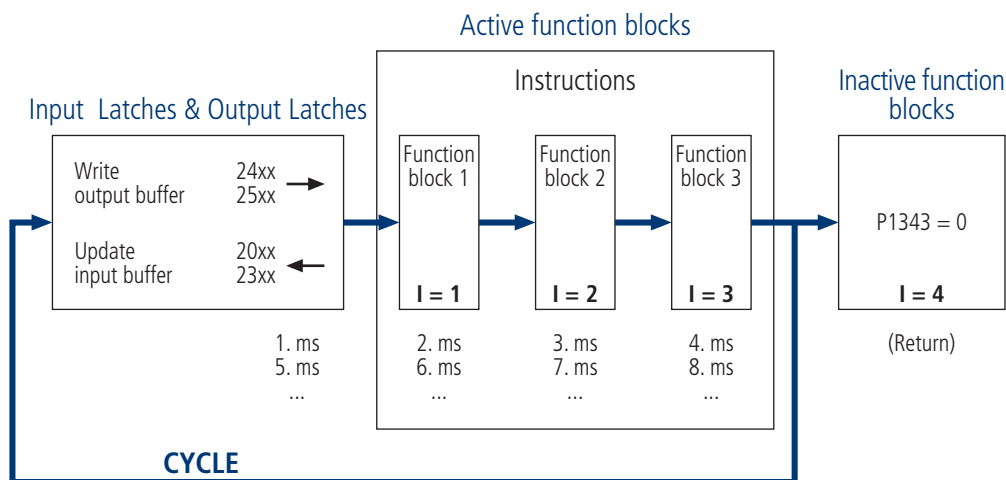 Active function blocks
Instructions
Inactive function
blocks
Input Latches & Output Latches
Write
output buffer
24xx
25xx
Update
input buffer
20xx
23xx
Function
block 1
I = 1
Function
block 2
I = 2
Function
block 3
I = 3
P1343 = 0
I = 4
1. ms
5. ms
...
2. ms
6. ms
...
3. ms
7. ms
...
4. ms
8. ms
...
(Return)
CYCLE